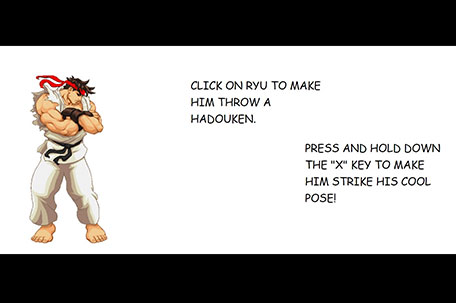 CLICK ON RYU TO MAKE
HIM THROW A
HADOUKEN.
PRESS AND HOLD DOWN
THE "X" KEY TO MAKE
HIM STRIKE HIS COOL
POSE!